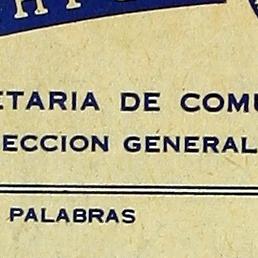 ETARIA DE COMU
ECCION GENERAL
PALABRAS